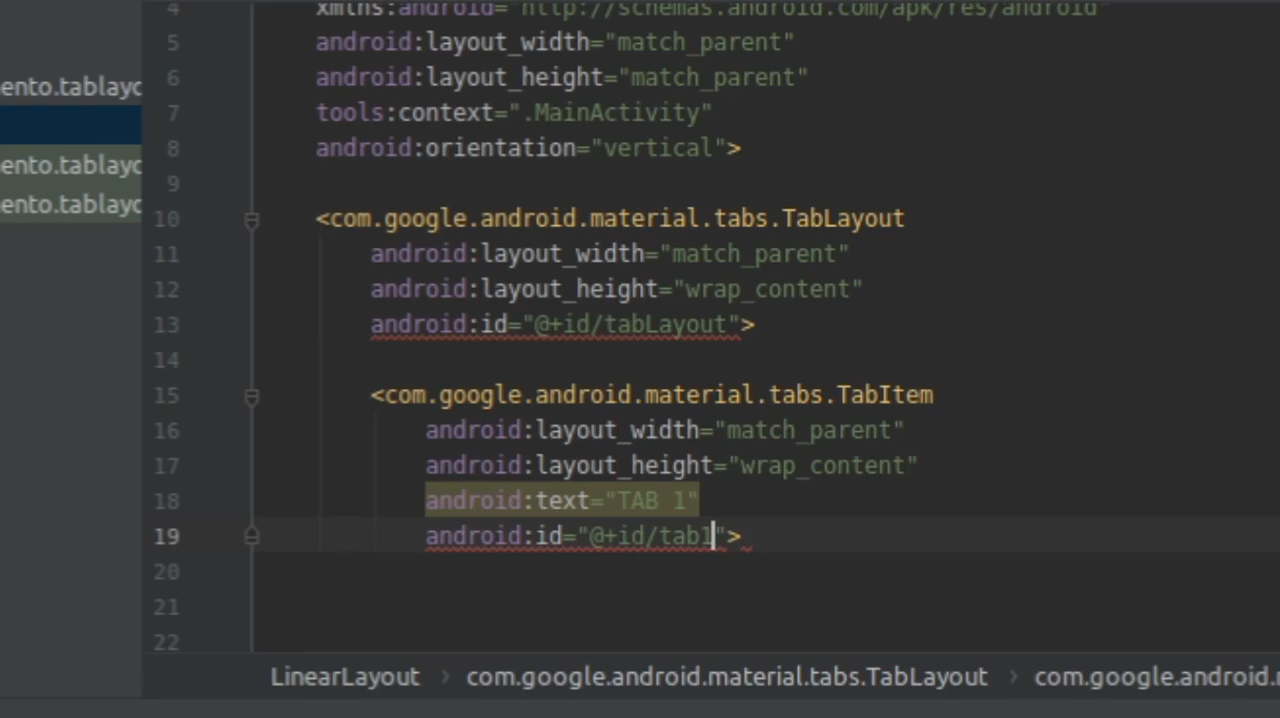 4 xmlns:android="http://schemas.android.com/apk/res/android"
5 android:layout_width="match_parent"
6 android:layout_height="match_parent"
7 tools:context=".MainActivity"
8 android:orientation="vertical">
9
10 <com.google.android.material.tabs.TabLayout
11 android:layout_width="match_parent"
12 android:layout_height="wrap_content"
13 android:id="@+id/tabLayout">
14
15 <com.google.android.material.tabs.TabItem
16 android:layout_width="match_parent"
17 android:layout_height="wrap_content"
18 android:text="TAB 1"
19 android:id="@+id/tab1">
20
21
22
ento.tablayo
ento.tablayo
ento.tablayo
LinearLayout › com.google.android.material.tabs.TabLayout › com.google.android.